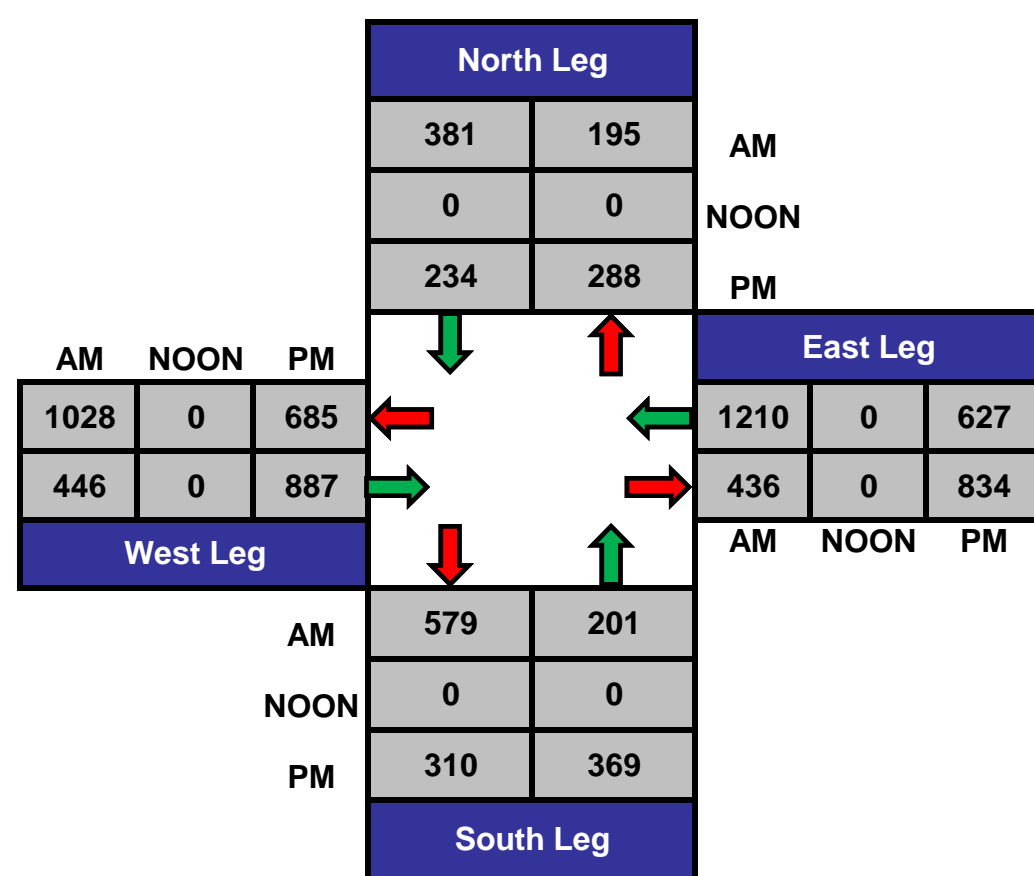 North Leg
381 195 AM
0 0 NOON
234 288 PM
AM NOON PM
East Leg
1028 0 685
1210 0 627
446 0 887
436 0 834
West Leg
AM NOON PM
AM 579 201
NOON 0 0
PM 310 369
South Leg